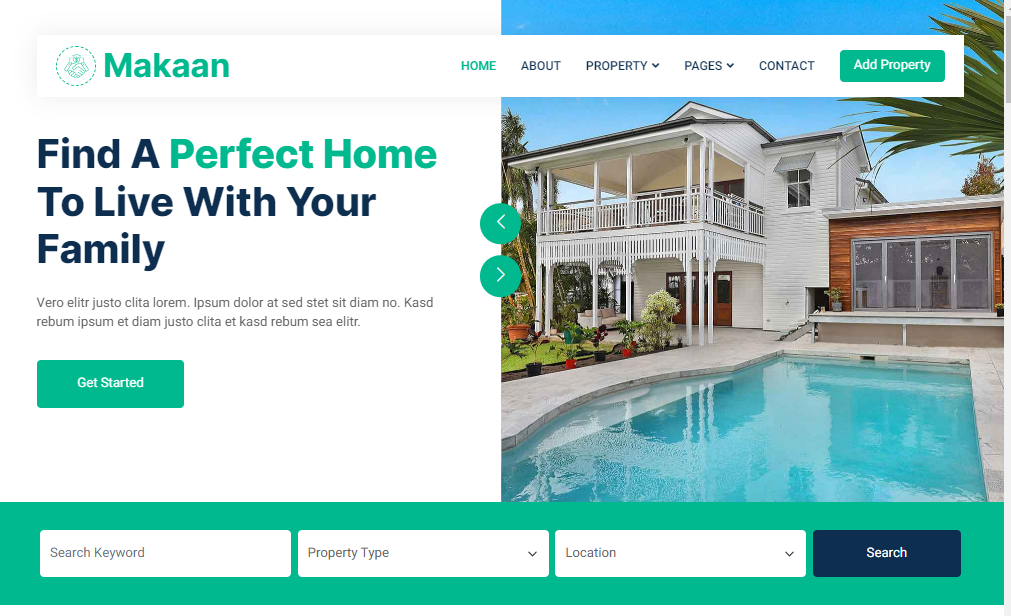 Makaan
HOME
ABOUT
PROPERTY
PAGES
CONTACT
Add Property
Find A Perfect Home
To Live With Your
Family
Vero elitr justo clita lorem. Ipsum dolor at sed stet sit diam no. Kasd
rebum ipsum et diam justo clita et kasd rebum sea elitr.
Get Started
Search Keyword
Property Type
Location
Search